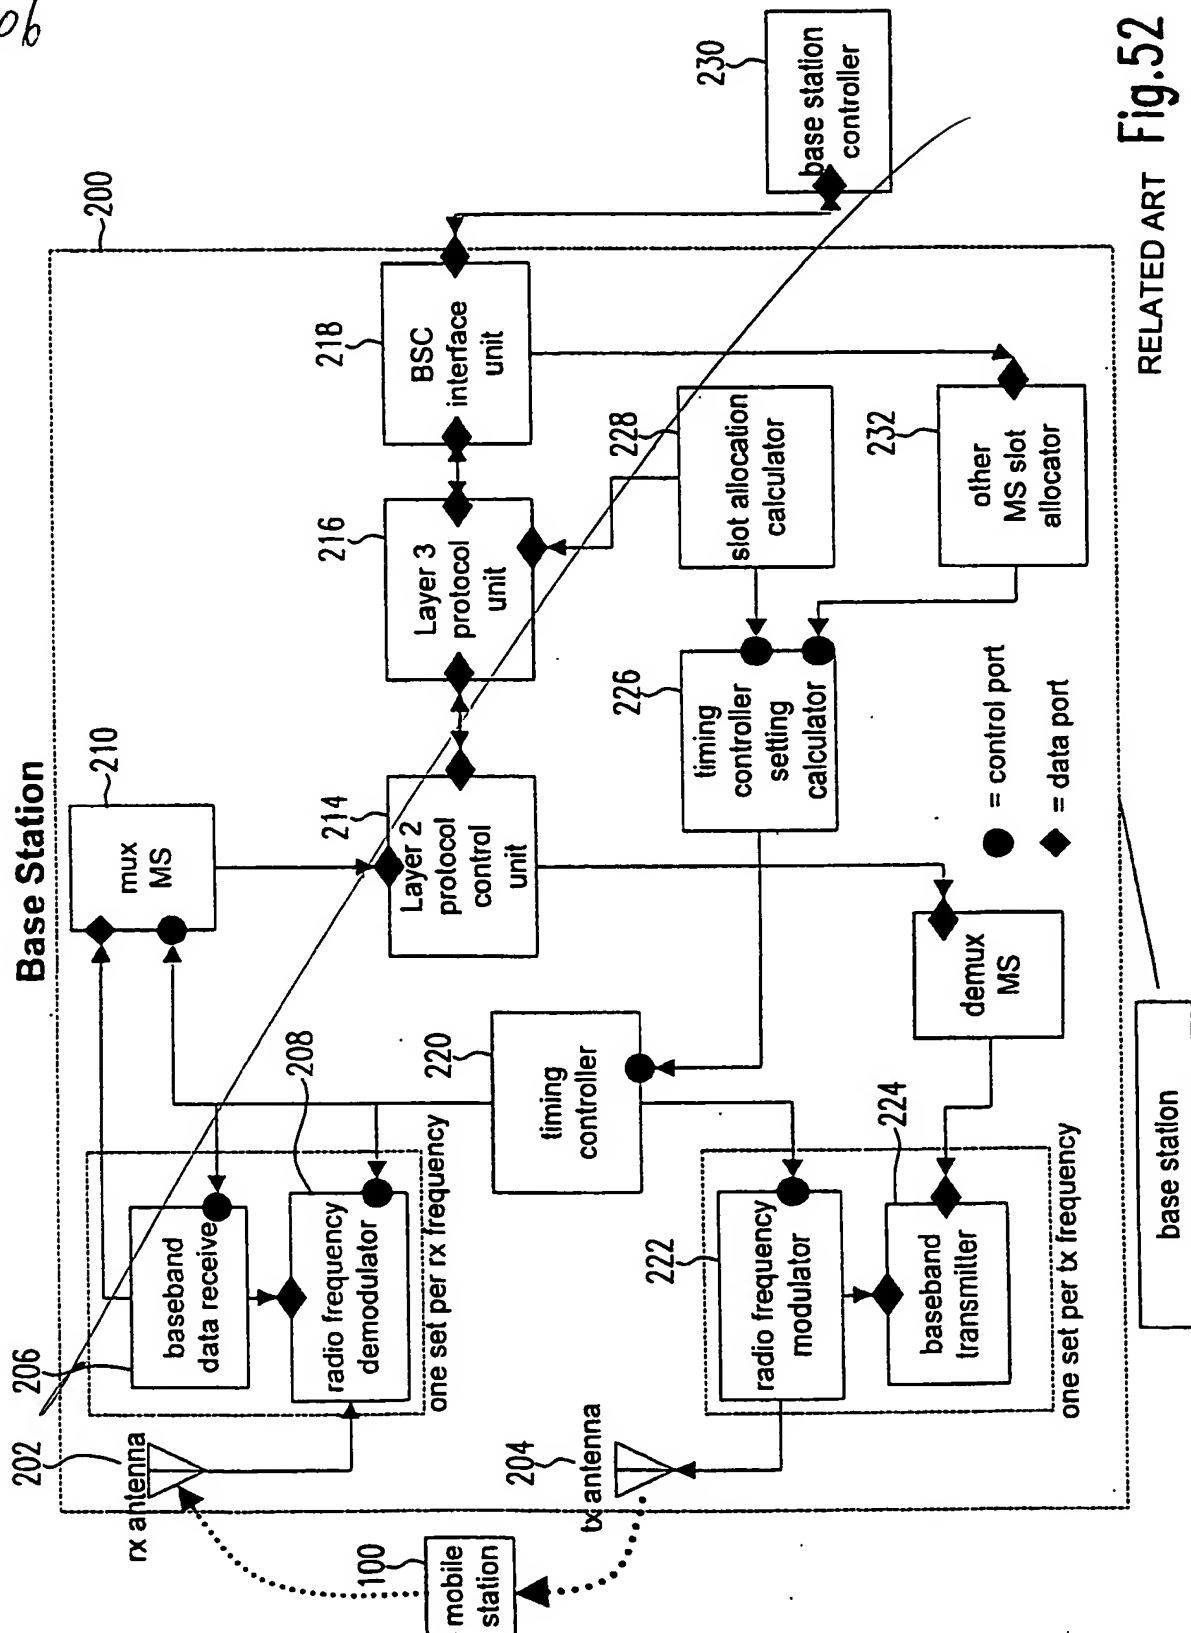 Base Station
200
202
rx antenna
206
baseband
data receive
208
radio frequency
demodulator
one set per rx frequency
210
mux
MS
214
Layer 2
protocol
control
unit
216
Layer 3
protocol
unit
218
BSC
interface
unit
230
base station
controller
220
timing
controller
226
timing
controller
setting
calculator
228
slot allocation
calculator
232
other
MS slot
allocator
100
mobile
station
204
tx antenna
222
radio frequency
modulator
224
baseband
transmitter
one set per tx frequency
demux
MS
= control port
= data port
base station
RELATED ART Fig.52